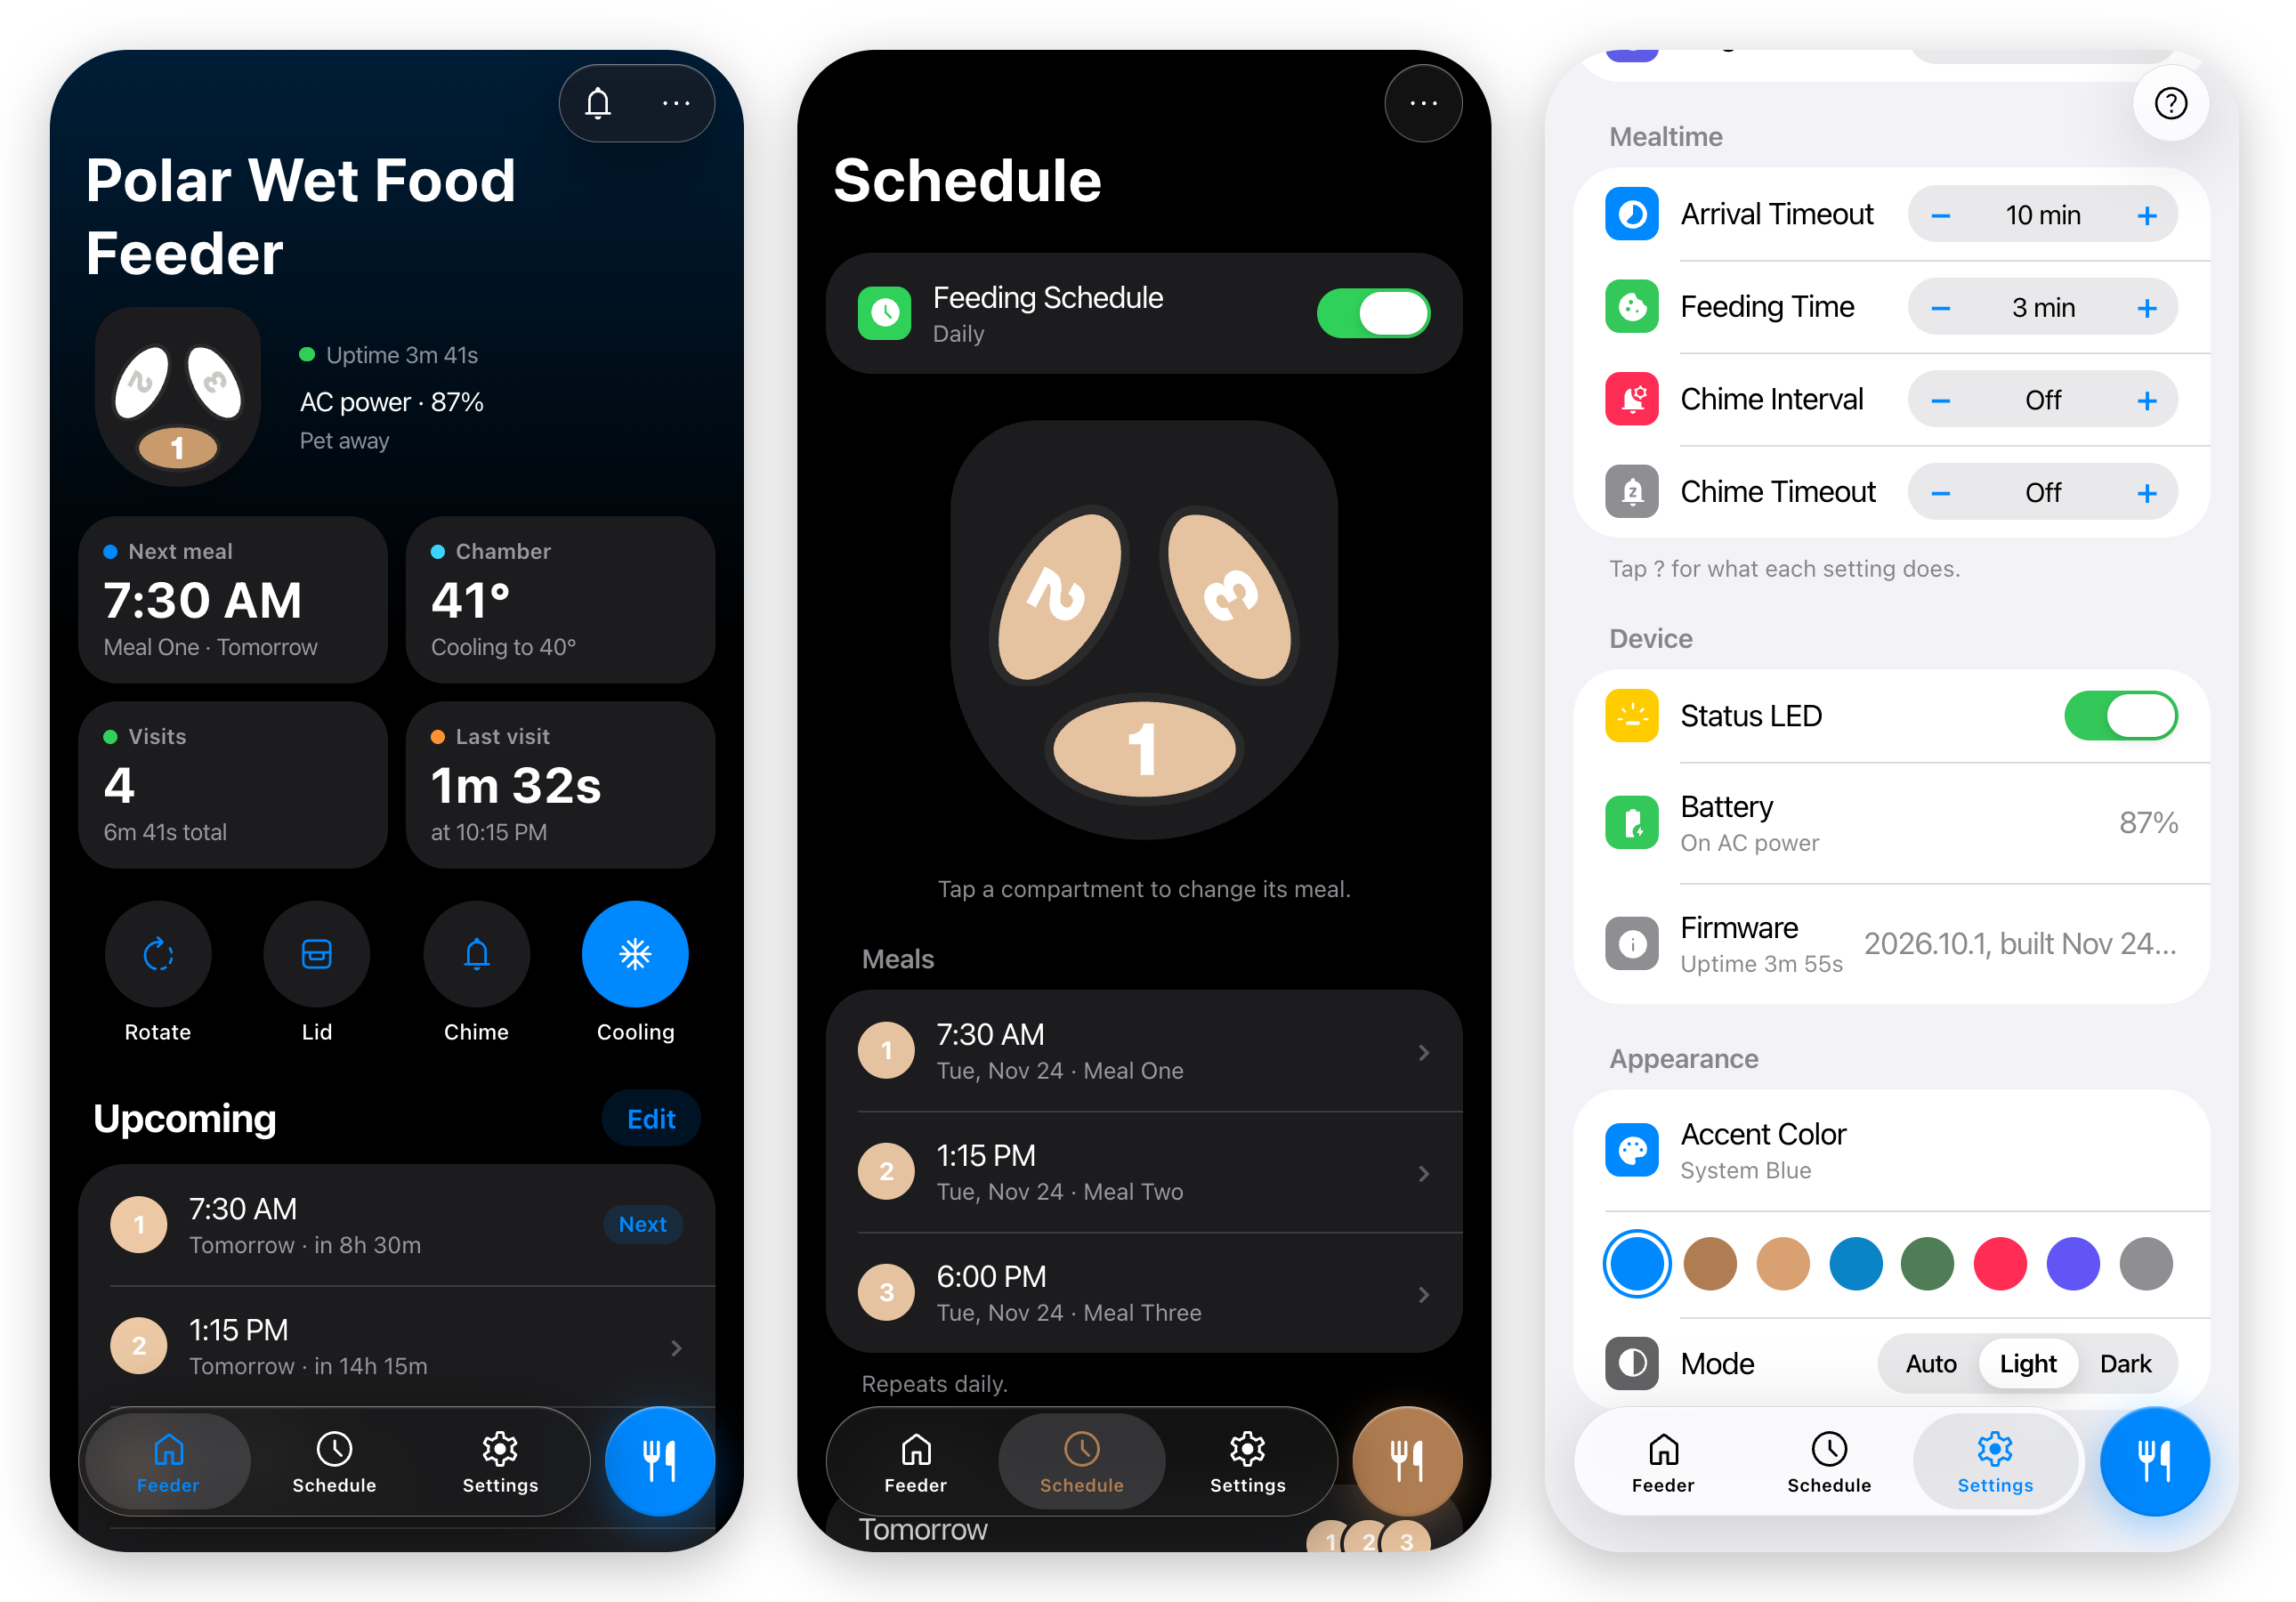 Polar Wet Food
Feeder
2
3
1
Uptime 3m 41s
AC power · 87%
Pet away
Next meal
7:30 AM
Meal One · Tomorrow
Chamber
41°
Cooling to 40°
Visits
4
6m 41s total
Last visit
1m 32s
at 10:15 PM
Rotate
Lid
Chime
Cooling
Upcoming
Edit
1
7:30 AM
Tomorrow · in 8h 30m
Next
2
1:15 PM
Tomorrow · in 14h 15m
Feeder
Schedule
Settings
Schedule
Feeding Schedule
Daily
2
3
1
Tap a compartment to change its meal.
Meals
1
7:30 AM
Tue, Nov 24 · Meal One
2
1:15 PM
Tue, Nov 24 · Meal Two
3
6:00 PM
Tue, Nov 24 · Meal Three
Repeats daily.
Feeder
Schedule
Settings
Tomorrow
1 2 3
Mealtime
Arrival Timeout
− 10 min +
Feeding Time
− 3 min +
Chime Interval
− Off +
Chime Timeout
− Off +
Tap ? for what each setting does.
Device
Status LED
Battery
On AC power
87%
Firmware
Uptime 3m 55s
2026.10.1, built Nov 24...
Appearance
Accent Color
System Blue
Mode
Auto Light Dark
Feeder
Schedule
Settings